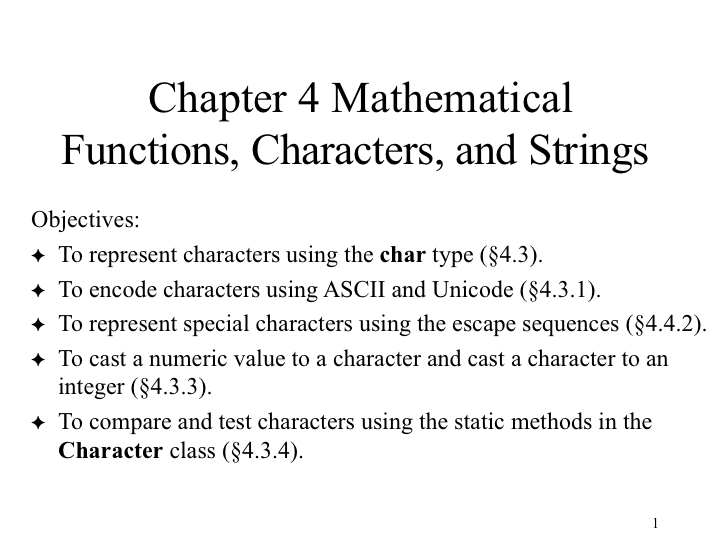 Chapter 4 Mathematical
Functions, Characters, and Strings
Objectives:
✦ To represent characters using the char type (§4.3).
✦ To encode characters using ASCII and Unicode (§4.3.1).
✦ To represent special characters using the escape sequences (§4.4.2).
✦ To cast a numeric value to a character and cast a character to an
integer (§4.3.3).
✦ To compare and test characters using the static methods in the
Character class (§4.3.4).
1